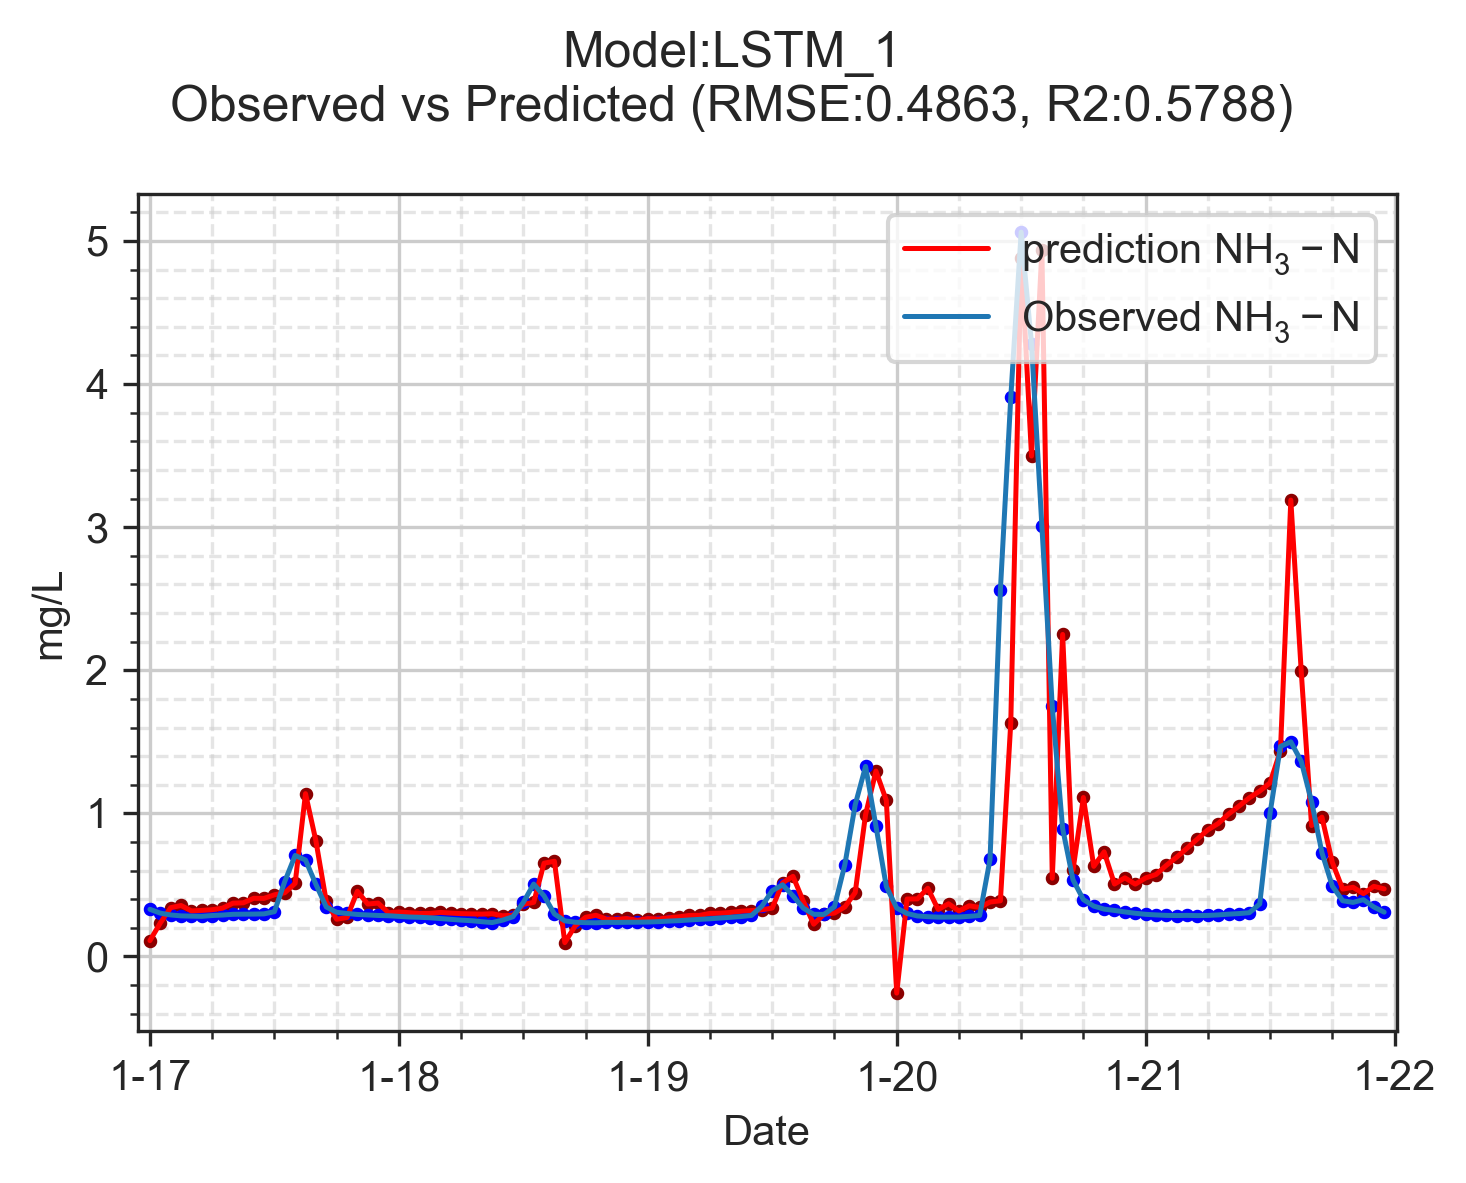 Model:LSTM_1
Observed vs Predicted (RMSE:0.4863, R2:0.5788)
prediction NH₃ − N
Observed NH₃ − N
5
4
3
2
1
0
mg/L
1-17 1-18 1-19 1-20 1-21 1-22
Date